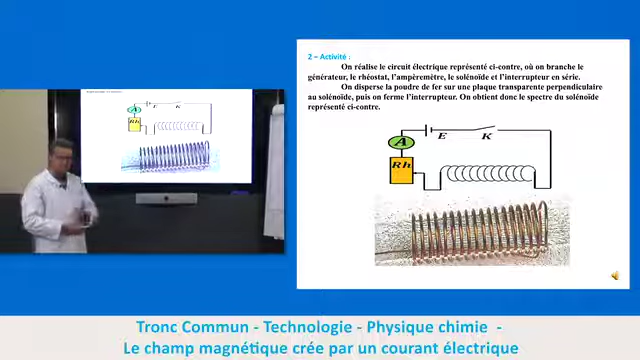 2 – Activité :
On réalise le circuit électrique représenté ci-contre, où on branche le
générateur, le rhéostat, l'ampèremètre, le solénoïde et l'interrupteur en série.
On disperse la poudre de fer sur une plaque transparente perpendiculaire
au solénoïde, puis on ferme l'interrupteur. On obtient donc le spectre du solénoïde
représenté ci-contre.
E K
A
Rh
E K
A
Rh
Tronc Commun - Technologie - Physique chimie -
Le champ magnétique crée par un courant électrique